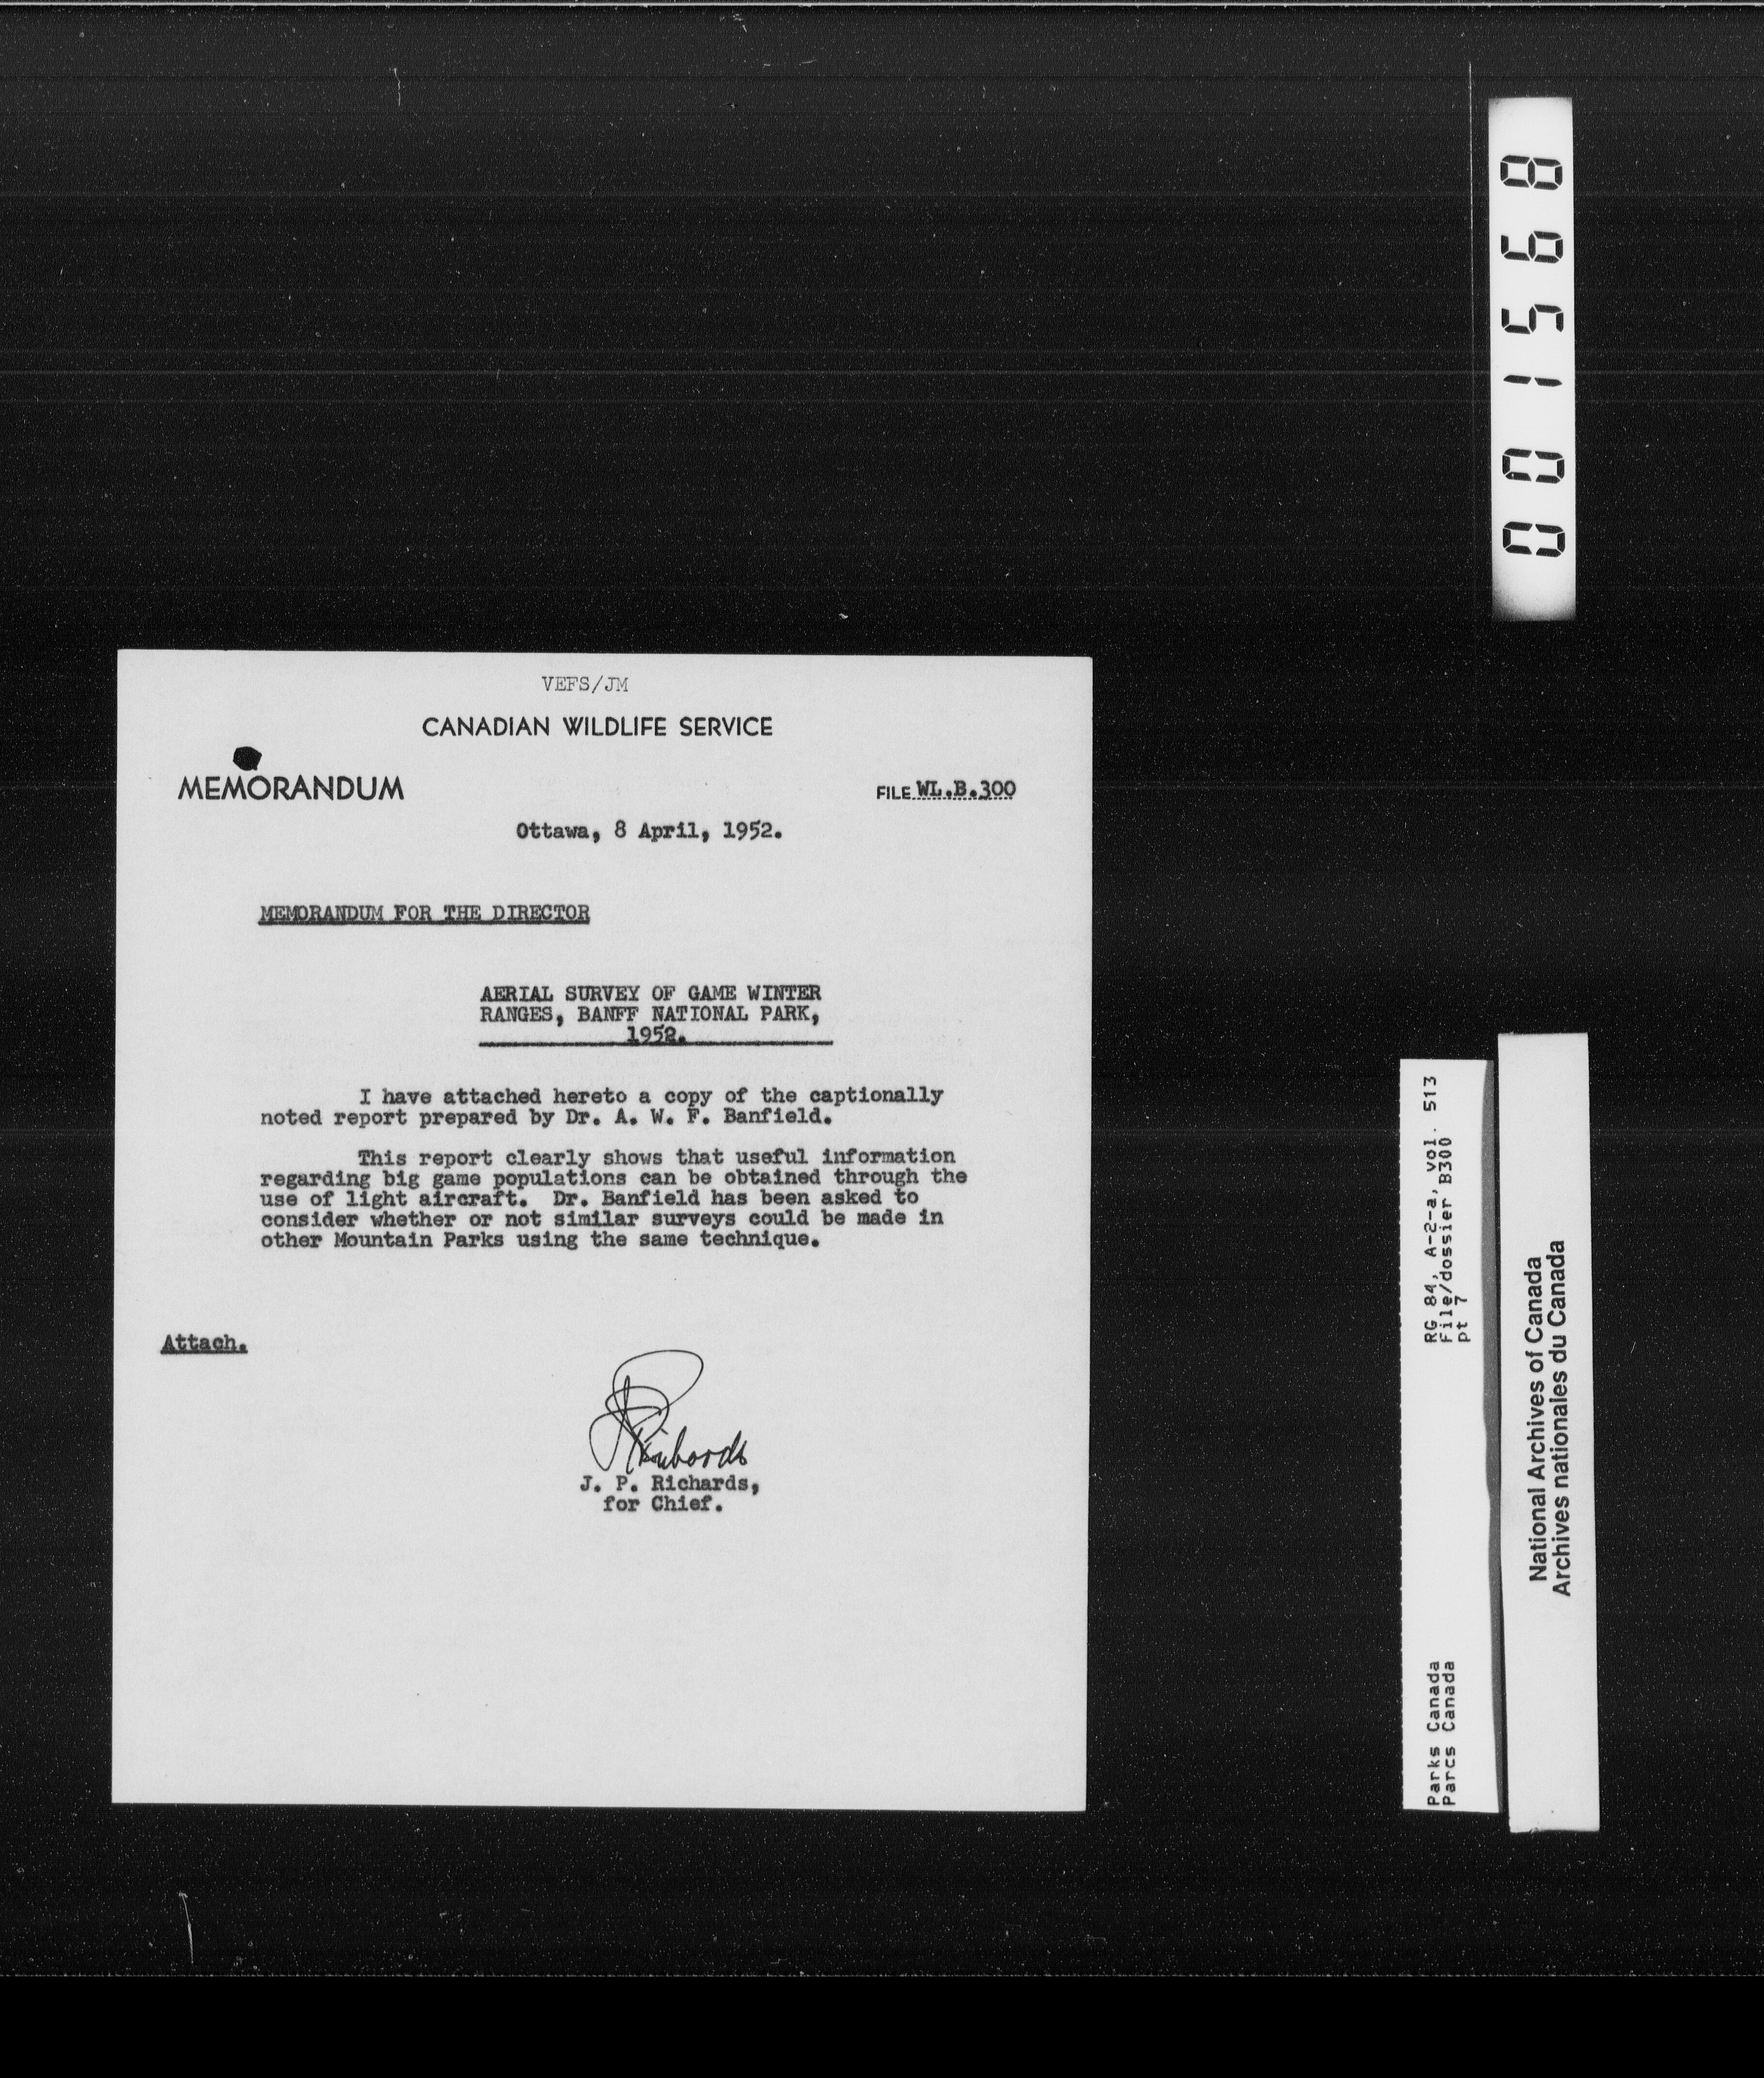 VEFS/JM
CANADIAN WILDLIFE SERVICE
MEMORANDUM
FILE WL.B.300
Ottawa, 8 April, 1952.
MEMORANDUM FOR THE DIRECTOR
AERIAL SURVEY OF GAME WINTER
RANGES, BANFF NATIONAL PARK,
1952.
I have attached hereto a copy of the captionally
noted report prepared by Dr. A. W. F. Banfield.
This report clearly shows that useful information
regarding big game populations can be obtained through the
use of light aircraft. Dr. Banfield has been asked to
consider whether or not similar surveys could be made in
other Mountain Parks using the same technique.
Attach.
JPRichards
J. P. Richards,
for Chief.
001568
RG 84, A-2-a, vol. 513
File/dossier B300
pt 7
Parks Canada
Parcs Canada
National Archives of Canada
Archives nationales du Canada